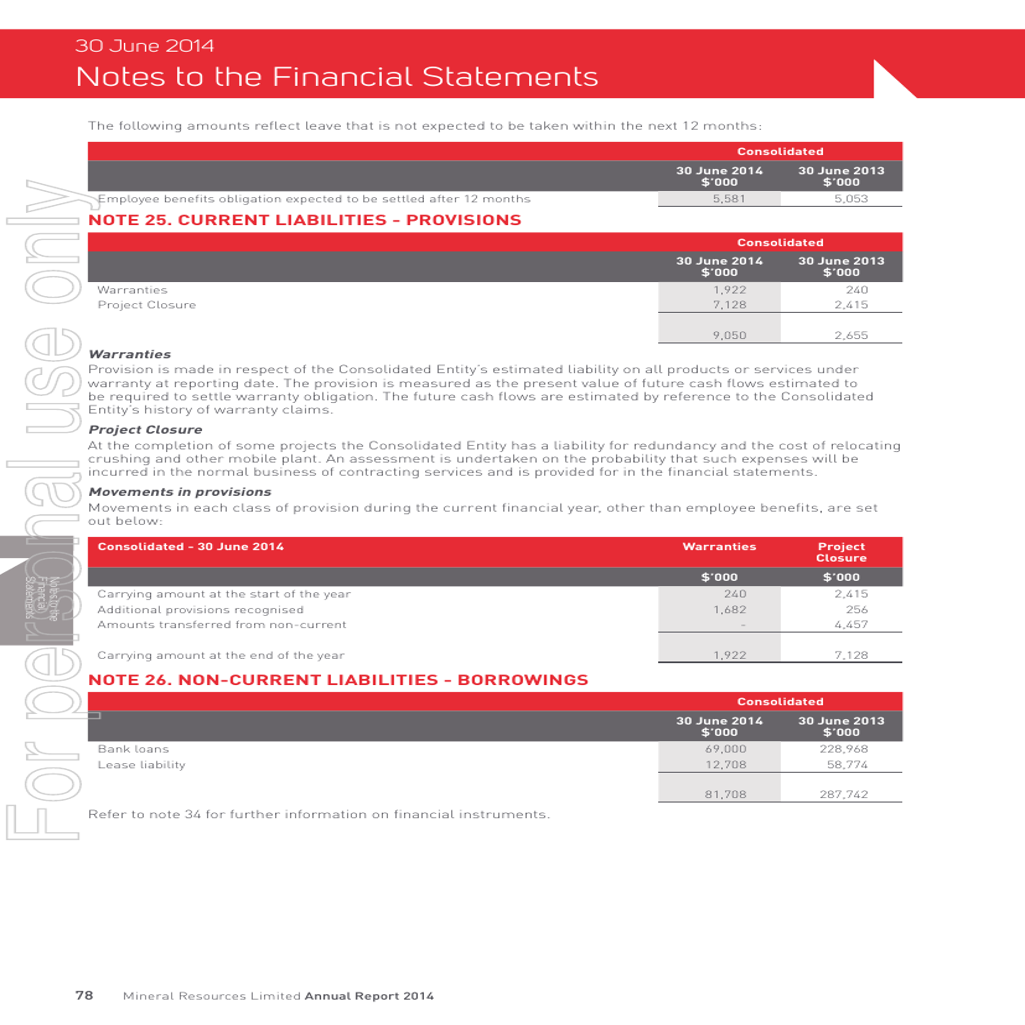 30 June 2014
Notes to the Financial Statements
The following amounts reflect leave that is not expected to be taken within the next 12 months:
Consolidated
30 June 2014 $'000 30 June 2013 $'000
Employee benefits obligation expected to be settled after 12 months 5,581 5,053
NOTE 25. CURRENT LIABILITIES - PROVISIONS
Consolidated
30 June 2014 $'000 30 June 2013 $'000
Warranties 1,922 240
Project Closure 7,128 2,415
9,050 2,655
Warranties
Provision is made in respect of the Consolidated Entity's estimated liability on all products or services under
warranty at reporting date. The provision is measured as the present value of future cash flows estimated to
be required to settle warranty obligation. The future cash flows are estimated by reference to the Consolidated
Entity's history of warranty claims.
Project Closure
At the completion of some projects the Consolidated Entity has a liability for redundancy and the cost of relocating
crushing and other mobile plant. An assessment is undertaken on the probability that such expenses will be
incurred in the normal business of contracting services and is provided for in the financial statements.
Movements in provisions
Movements in each class of provision during the current financial year, other than employee benefits, are set
out below:
Consolidated - 30 June 2014 Warranties Project Closure
$'000 $'000
Carrying amount at the start of the year 240 2,415
Additional provisions recognised 1,682 256
Amounts transferred from non-current - 4,457
Carrying amount at the end of the year 1,922 7,128
NOTE 26. NON-CURRENT LIABILITIES - BORROWINGS
Consolidated
30 June 2014 $'000 30 June 2013 $'000
Bank loans 69,000 228,968
Lease liability 12,708 58,774
81,708 287,742
Refer to note 34 for further information on financial instruments.
78 Mineral Resources Limited Annual Report 2014
Notes to the
Financial
Statements
For personal use only